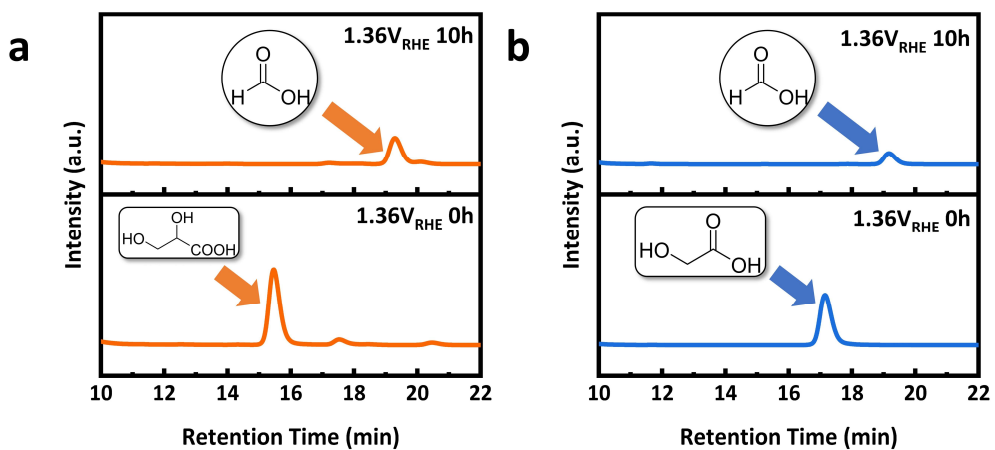 a
1.36VRHE 10h
O
H
OH
Intensity (a.u.)
1.36VRHE 0h
OH
HO
HO
COOH
Intensity (a.u.)
10 12 14 16 18 20 22
Retention Time (min)
b
1.36VRHE 10h
O
H
OH
1.36VRHE 0h
O
HO
OH
10 12 14 16 18 20 22
Retention Time (min)